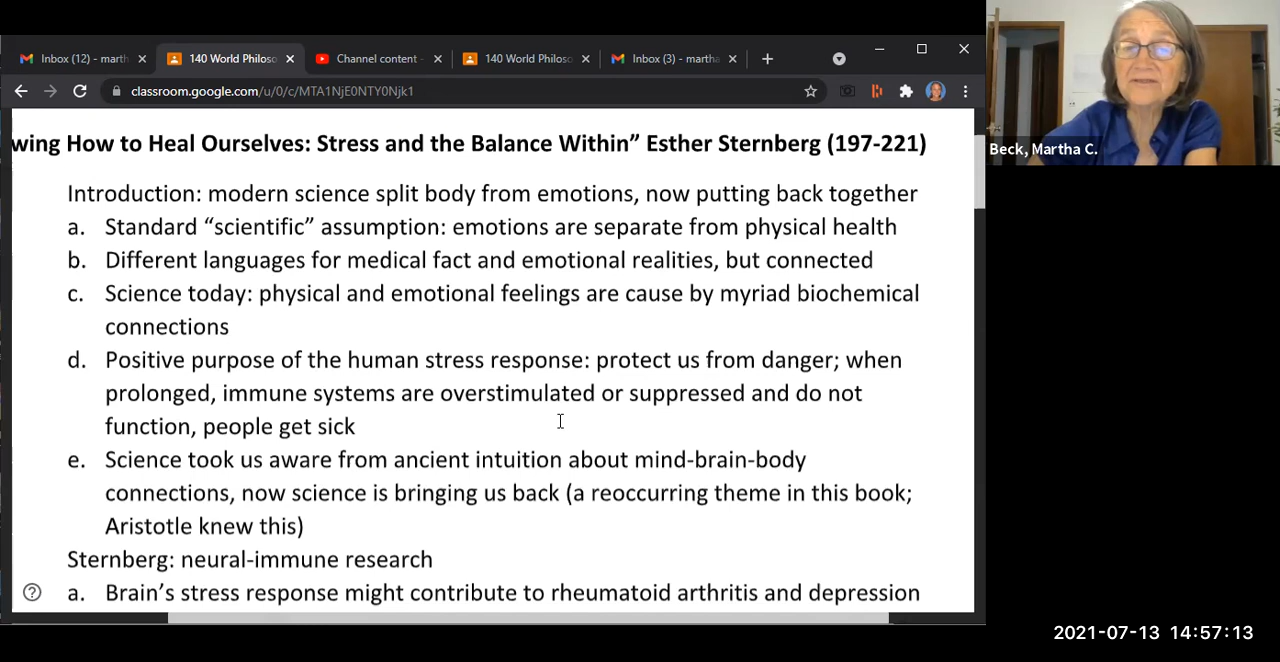 Inbox (12) - marth
140 World Philoso
Channel content -
140 World Philoso
Inbox (3) - martha
classroom.google.com/u/0/c/MTA1NjE0NTY0Njk1
wing How to Heal Ourselves: Stress and the Balance Within” Esther Sternberg (197-221)
Introduction: modern science split body from emotions, now putting back together
a. Standard “scientific” assumption: emotions are separate from physical health
b. Different languages for medical fact and emotional realities, but connected
c. Science today: physical and emotional feelings are cause by myriad biochemical
connections
d. Positive purpose of the human stress response: protect us from danger; when
prolonged, immune systems are overstimulated or suppressed and do not
function, people get sick
e. Science took us aware from ancient intuition about mind-brain-body
connections, now science is bringing us back (a reoccurring theme in this book;
Aristotle knew this)
Sternberg: neural-immune research
a. Brain’s stress response might contribute to rheumatoid arthritis and depression
Beck, Martha C.
2021-07-13 14:57:13